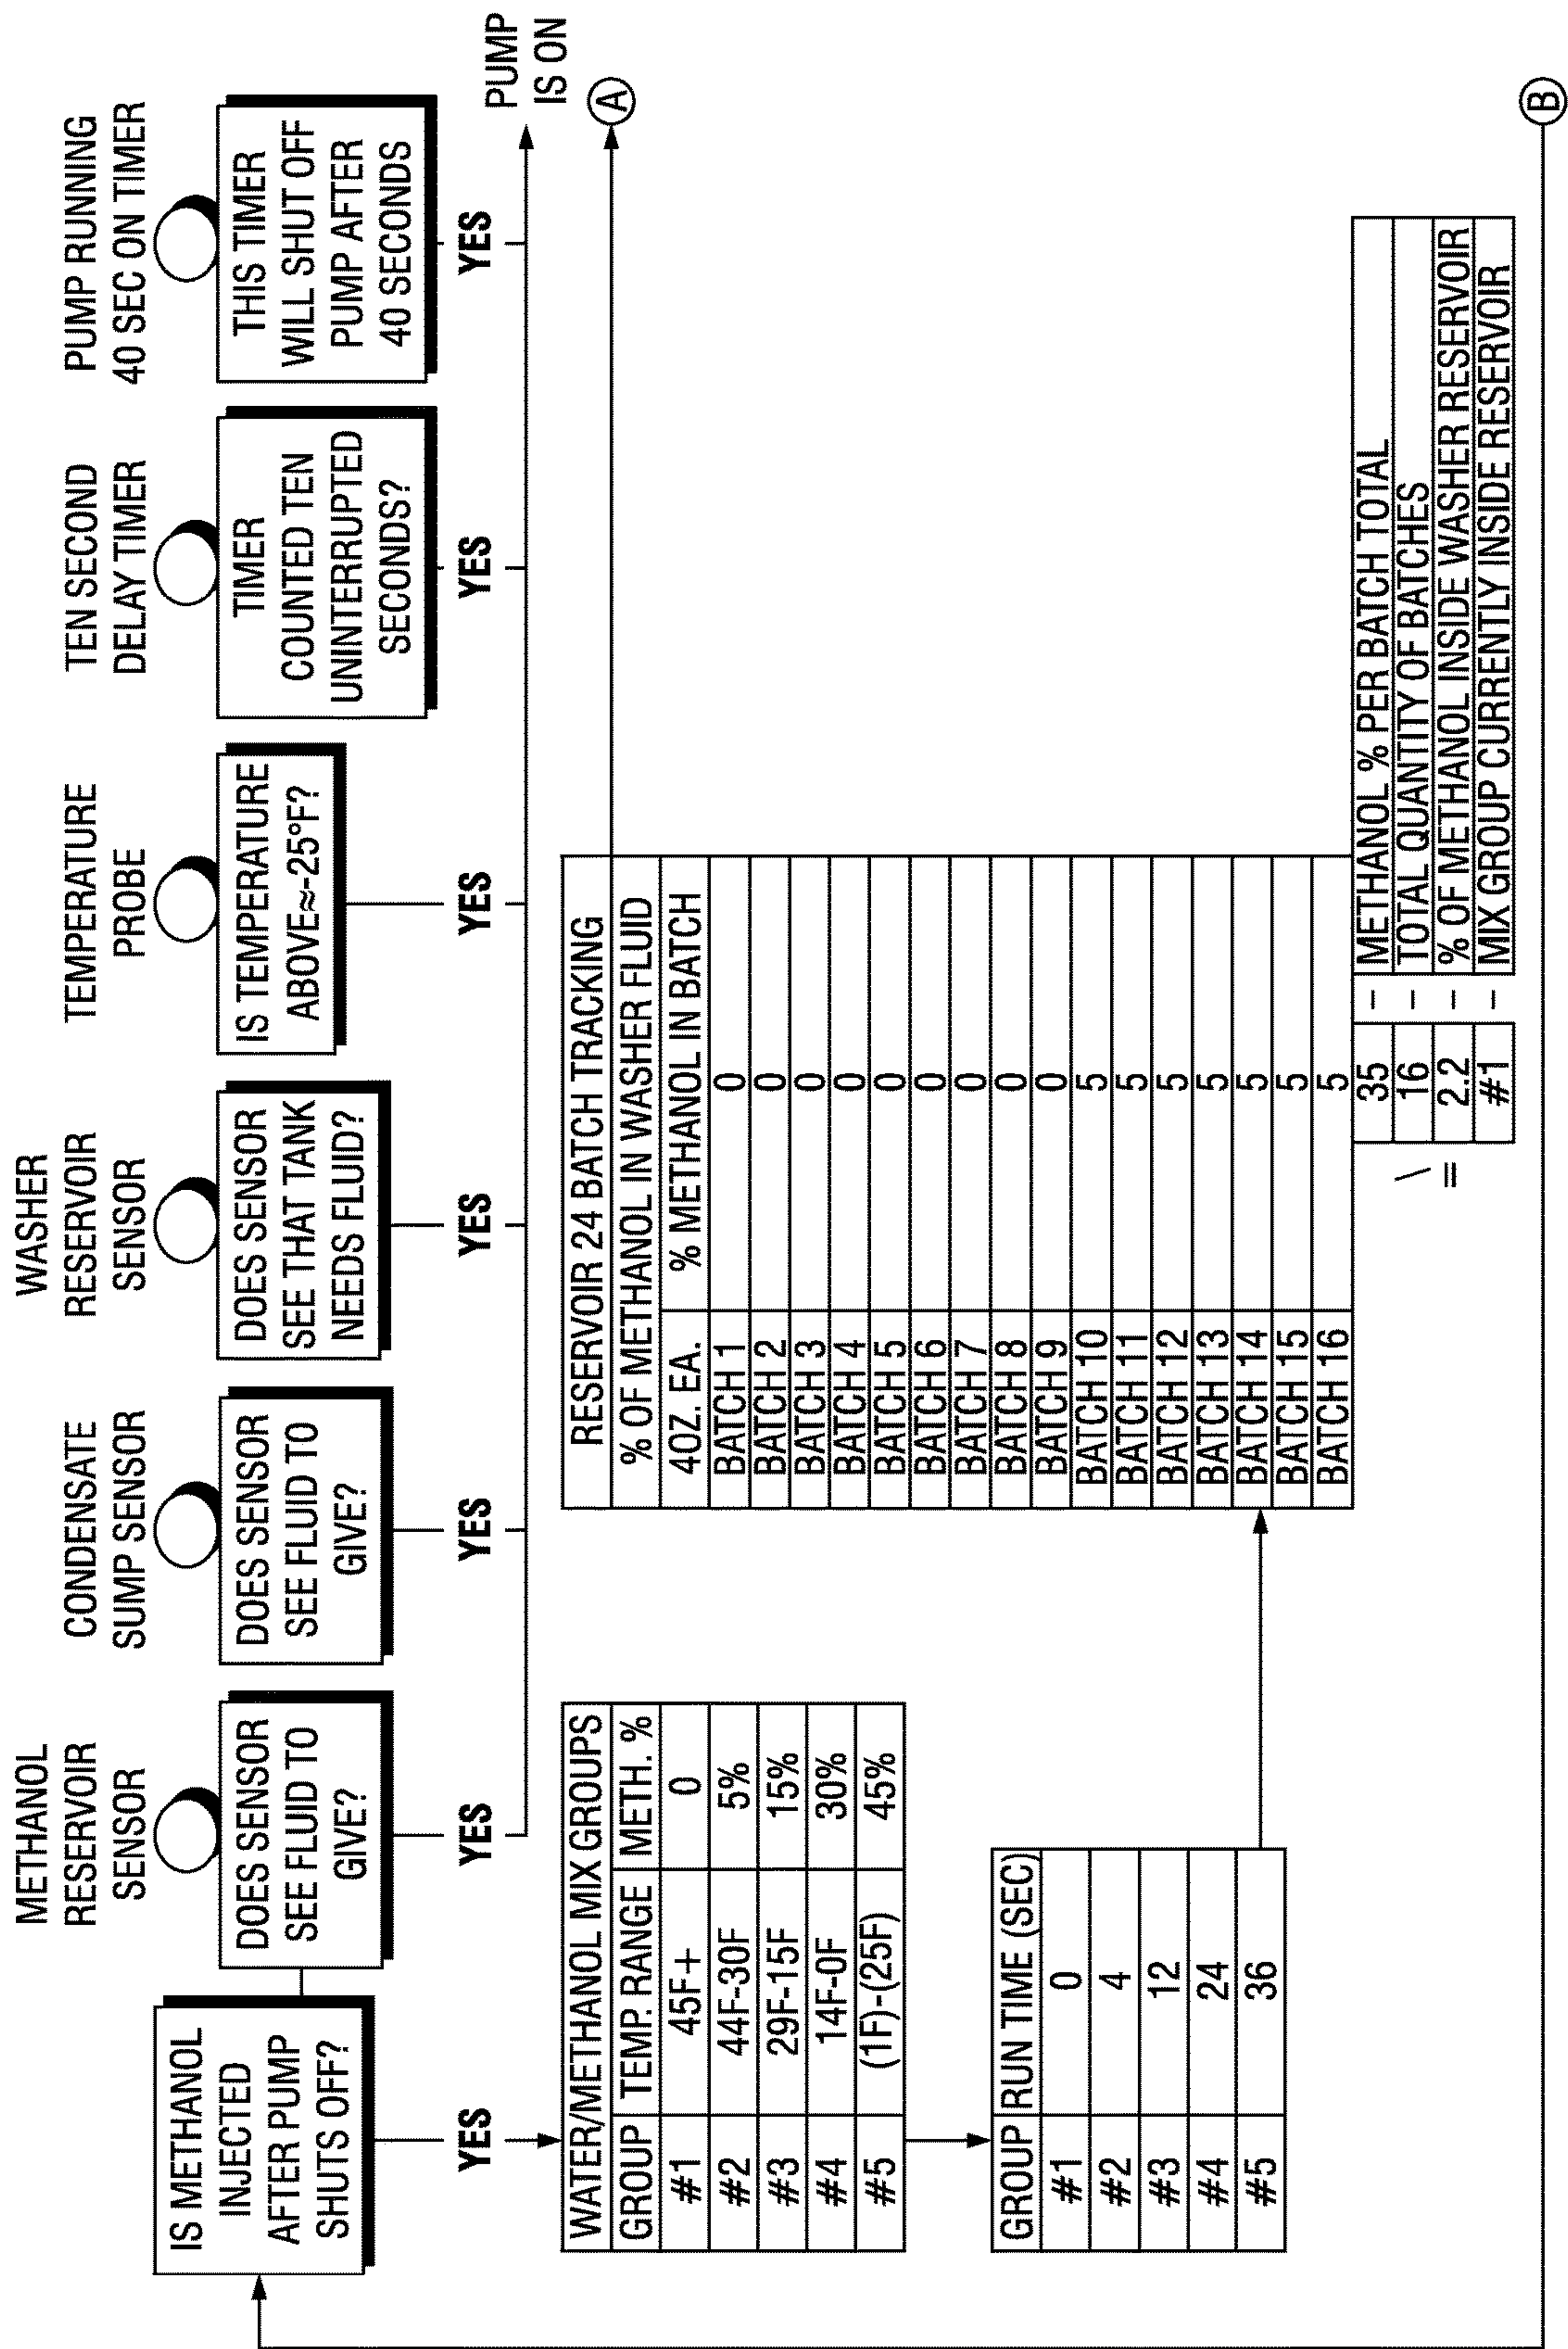 IS METHANOL
INJECTED
AFTER PUMP
SHUTS OFF?
YES
METHANOL
RESERVOIR
SENSOR
DOES SENSOR
SEE FLUID TO
GIVE?
YES
CONDENSATE
SUMP SENSOR
DOES SENSOR
SEE FLUID TO
GIVE?
YES
WASHER
RESERVOIR
SENSOR
DOES SENSOR
SEE THAT TANK
NEEDS FLUID?
YES
TEMPERATURE
PROBE
IS TEMPERATURE
ABOVE≈-25°F?
YES
TEN SECOND
DELAY TIMER
TIMER
COUNTED TEN
UNINTERRUPTED
SECONDS?
YES
PUMP RUNNING
40 SEC ON TIMER
THIS TIMER
WILL SHUT OFF
PUMP AFTER
40 SECONDS
YES
PUMP
IS ON
A
WATER/METHANOL MIX GROUPS
GROUP TEMP. RANGE METH. %
#1 45F+ 0
#2 44F-30F 5%
#3 29F-15F 15%
#4 14F-0F 30%
#5 (1F)-(25F) 45%
GROUP RUN TIME (SEC)
#1 0
#2 4
#3 12
#4 24
#5 36
RESERVOIR 24 BATCH TRACKING
% OF METHANOL IN WASHER FLUID
4OZ. EA. % METHANOL IN BATCH
BATCH 1 0
BATCH 2 0
BATCH 3 0
BATCH 4 0
BATCH 5 0
BATCH 6 0
BATCH 7 0
BATCH 8 0
BATCH 9 0
BATCH 10 5
BATCH 11 5
BATCH 12 5
BATCH 13 5
BATCH 14 5
BATCH 15 5
BATCH 16 5
35 - METHANOL % PER BATCH TOTAL
\ 16 - TOTAL QUANTITY OF BATCHES
= 2.2 - % OF METHANOL INSIDE WASHER RESERVOIR
#1 - MIX GROUP CURRENTLY INSIDE RESERVOIR
B